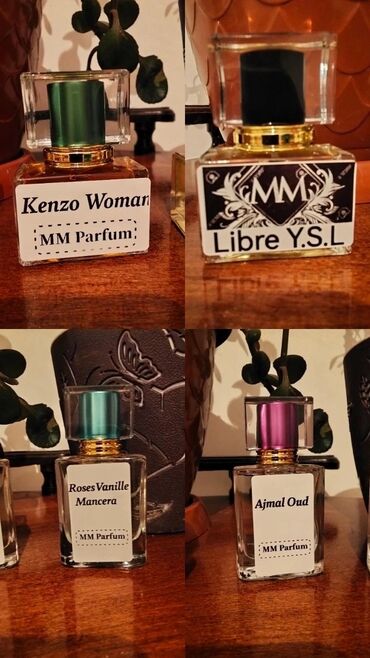 Kenzo Woman
MM Parfum
MM
Libre Y.S.L
Roses Vanille
Mancera
MM Parfum
Ajmal Oud
MM Parfum